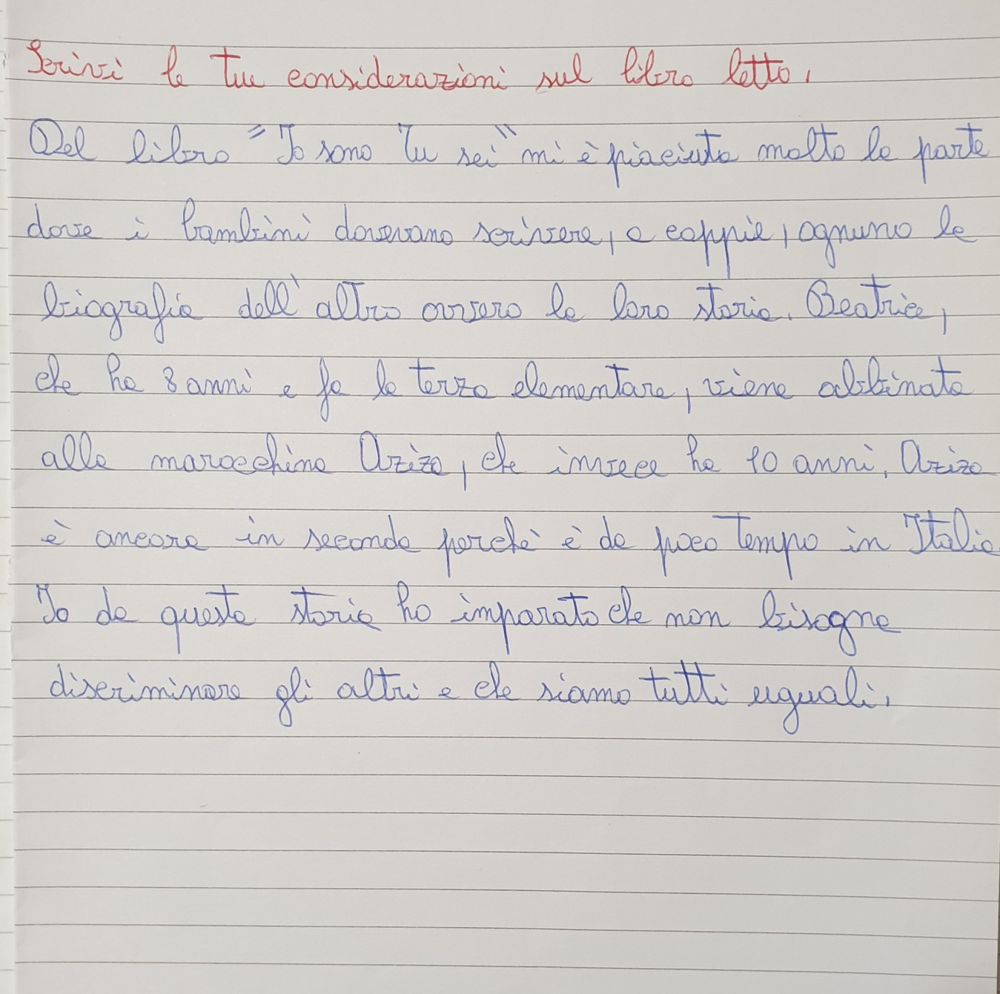 Scrivi le tue considerazioni sul libro letto.
Del libro "Io sono Tu sei" mi è piaciuta molto la parte
dove i bambini dovevano scrivere, a coppie, ognuno la
biografia dell'altro ovvero la loro storia. Beatrice,
che ha 8 anni e fa la terza elementare, viene abbinata
alla marocchina Aziza, che invece ha 10 anni. Aziza
è ancora in seconda perché è da poco tempo in Italia
Io da questa storia ho imparato che non bisogna
discriminare gli altri e che siamo tutti uguali.